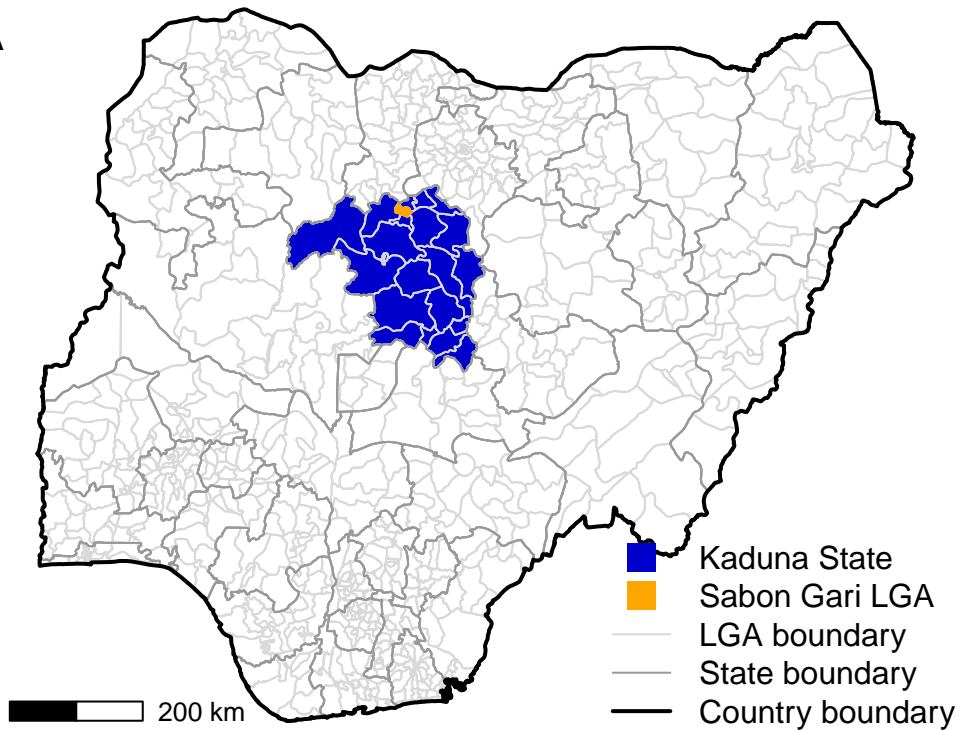 A
Kaduna State
Sabon Gari LGA
LGA boundary
State boundary
Country boundary
200 km